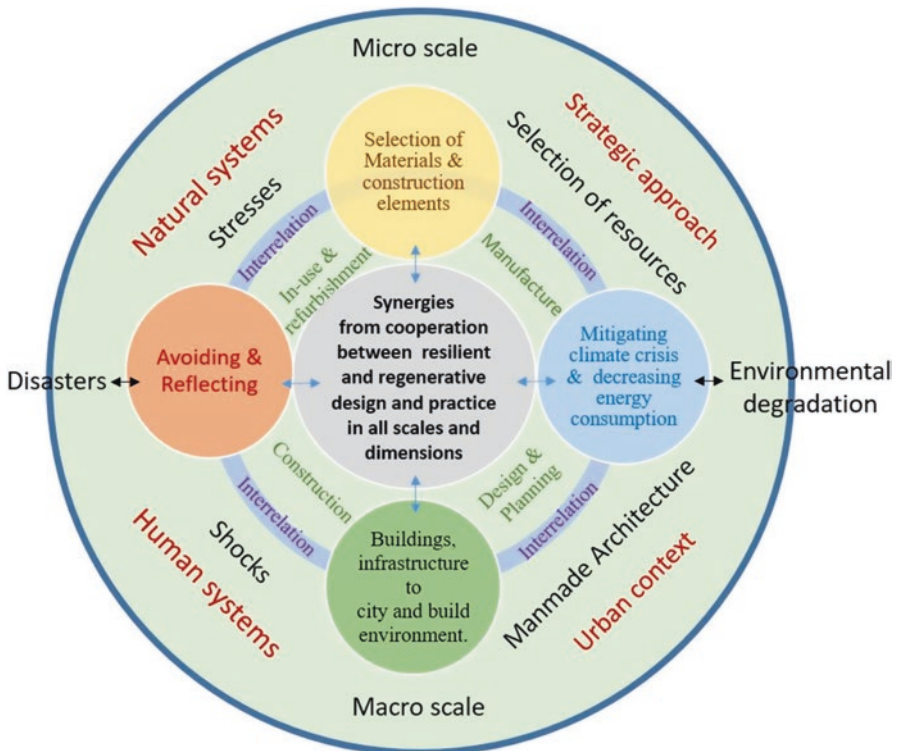 Micro scale
Natural systems
Stresses
Selection of
Materials &
construction
elements
Strategic approach
Selection of resources
Interrelation
Interrelation
In-use &
refurbishment
Manufacture
Disasters
Avoiding &
Reflecting
Synergies
from cooperation
between resilient
and regenerative
design and practice
in all scales and
dimensions
Mitigating
climate crisis
& decreasing
energy
consumption
Environmental
degradation
Construction
Design &
Planning
Interrelation
Interrelation
Human systems
Shocks
Buildings,
infrastructure
to
city and build
environment.
Manmade Architecture
Urban context
Macro scale